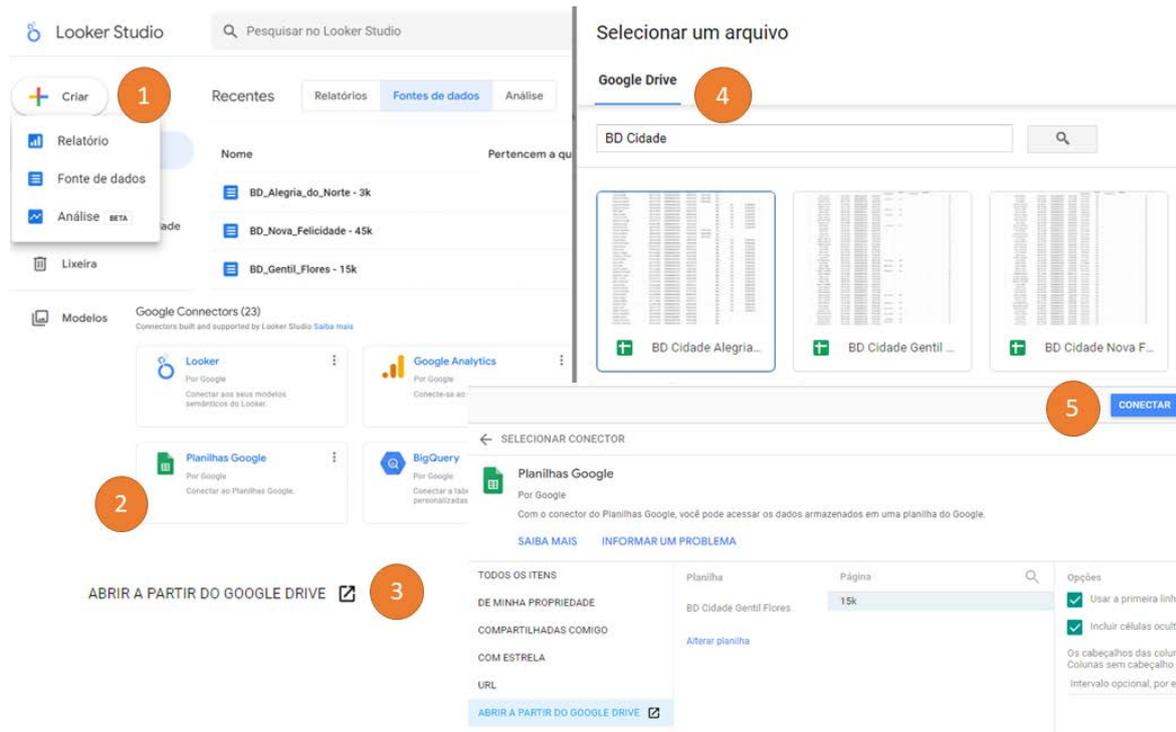 Looker Studio
Pesquisar no Looker Studio
Criar
1
Relatório
Fonte de dados
Análise BETA
ade
Lixeira
Modelos
Recentes
Relatórios
Fontes de dados
Análise
Nome
Pertencem a qu
BD_Alegria_do_Norte - 3k
BD_Nova_Felicidade - 45k
BD_Gentil_Flores - 15k
Google Connectors (23)
Connectors built and supported by Looker Studio Saiba mais
Looker
Por Google
Conectar aos seus modelos
semânticos do Looker.
Google Analytics
Por Google
Conecte-se ao
Planilhas Google
Por Google
Conectar ao Planilhas Google.
2
BigQuery
Por Google
Conectar a tabe
personalizadas
ABRIR A PARTIR DO GOOGLE DRIVE
3
Selecionar um arquivo
Google Drive
4
BD Cidade
BD Cidade Alegria...
BD Cidade Gentil ...
BD Cidade Nova F...
5
CONECTAR
SELECIONAR CONECTOR
Planilhas Google
Por Google
Com o conector do Planilhas Google, você pode acessar os dados armazenados em uma planilha do Google.
SAIBA MAIS
INFORMAR UM PROBLEMA
TODOS OS ITENS
DE MINHA PROPRIEDADE
COMPARTILHADAS COMIGO
COM ESTRELA
URL
ABRIR A PARTIR DO GOOGLE DRIVE
Planilha
BD Cidade Gentil Flores
Alterar planilha
Página
15k
Opções
Usar a primeira linh
Incluir células ocult
Os cabeçalhos das colun
Colunas sem cabeçalho
Intervalo opcional, por e